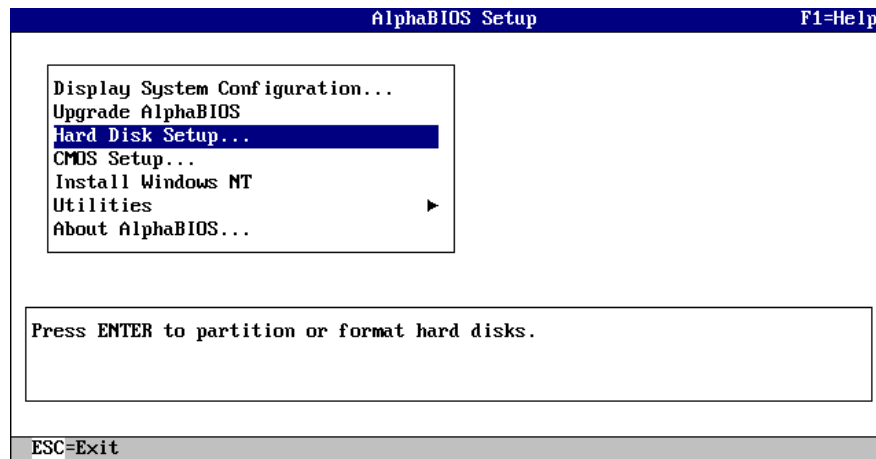 AlphaBIOS Setup F1=Help
Display System Configuration...
Upgrade AlphaBIOS
Hard Disk Setup...
CMOS Setup...
Install Windows NT
Utilities
About AlphaBIOS...
Press ENTER to partition or format hard disks.
ESC=Exit